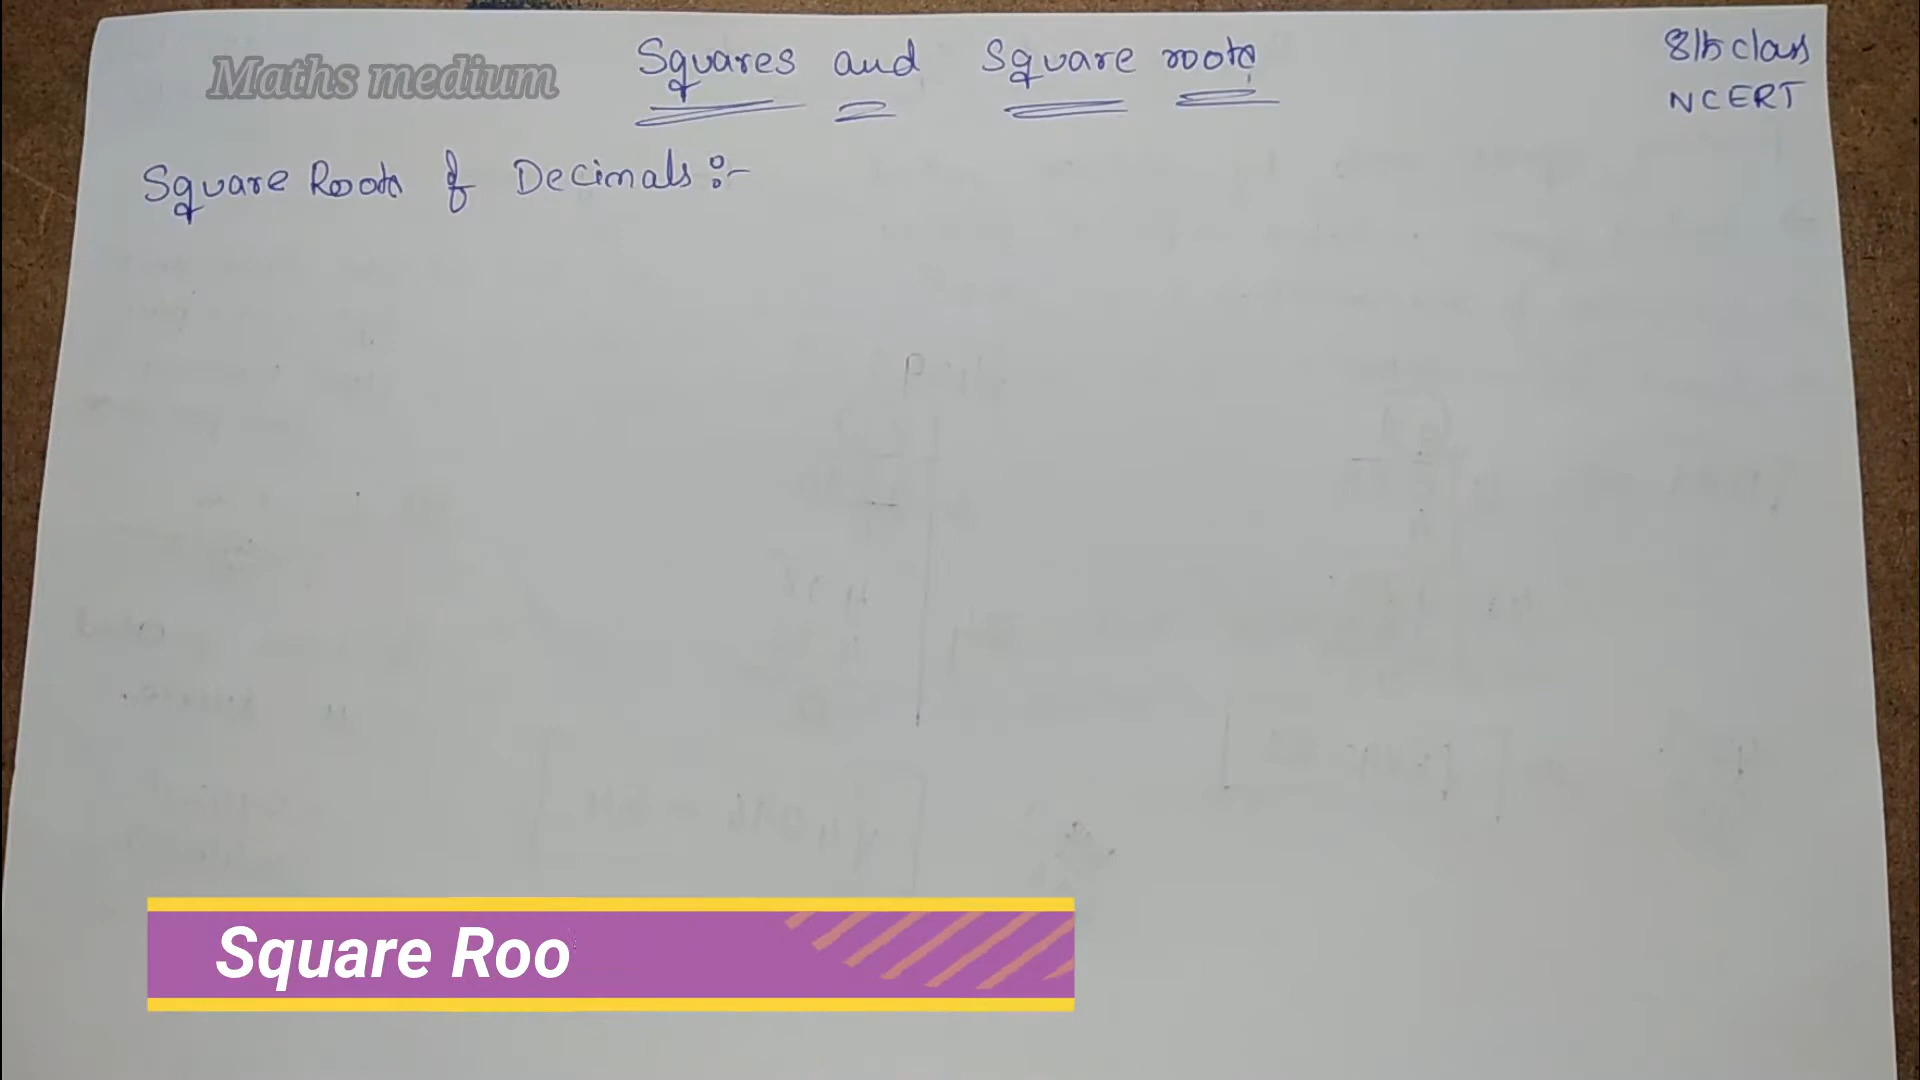 Maths medium
Squares and Square roots
8th class
NCERT
Square Roots of Decimals :-
Square Roo